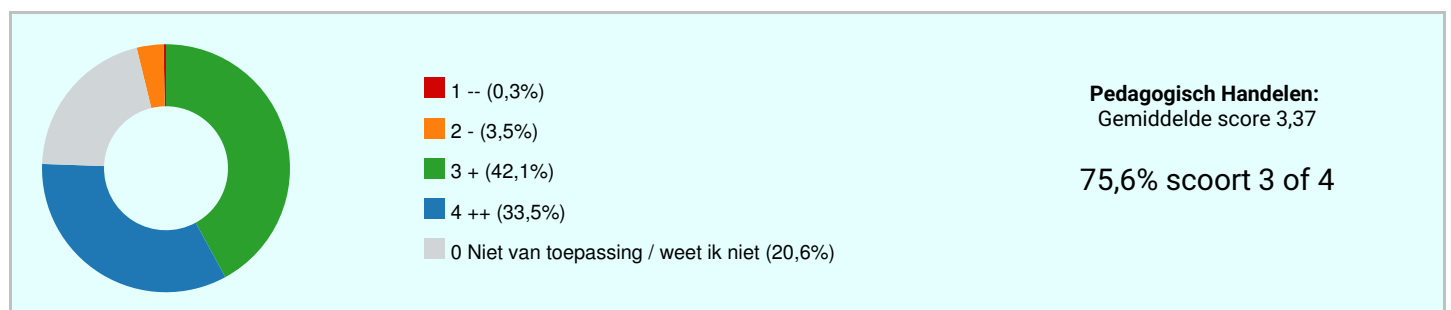 1 -- (0,3%)
2 - (3,5%)
3 + (42,1%)
4 ++ (33,5%)
0 Niet van toepassing / weet ik niet (20,6%)
Pedagogisch Handelen:
Gemiddelde score 3,37
75,6% scoort 3 of 4